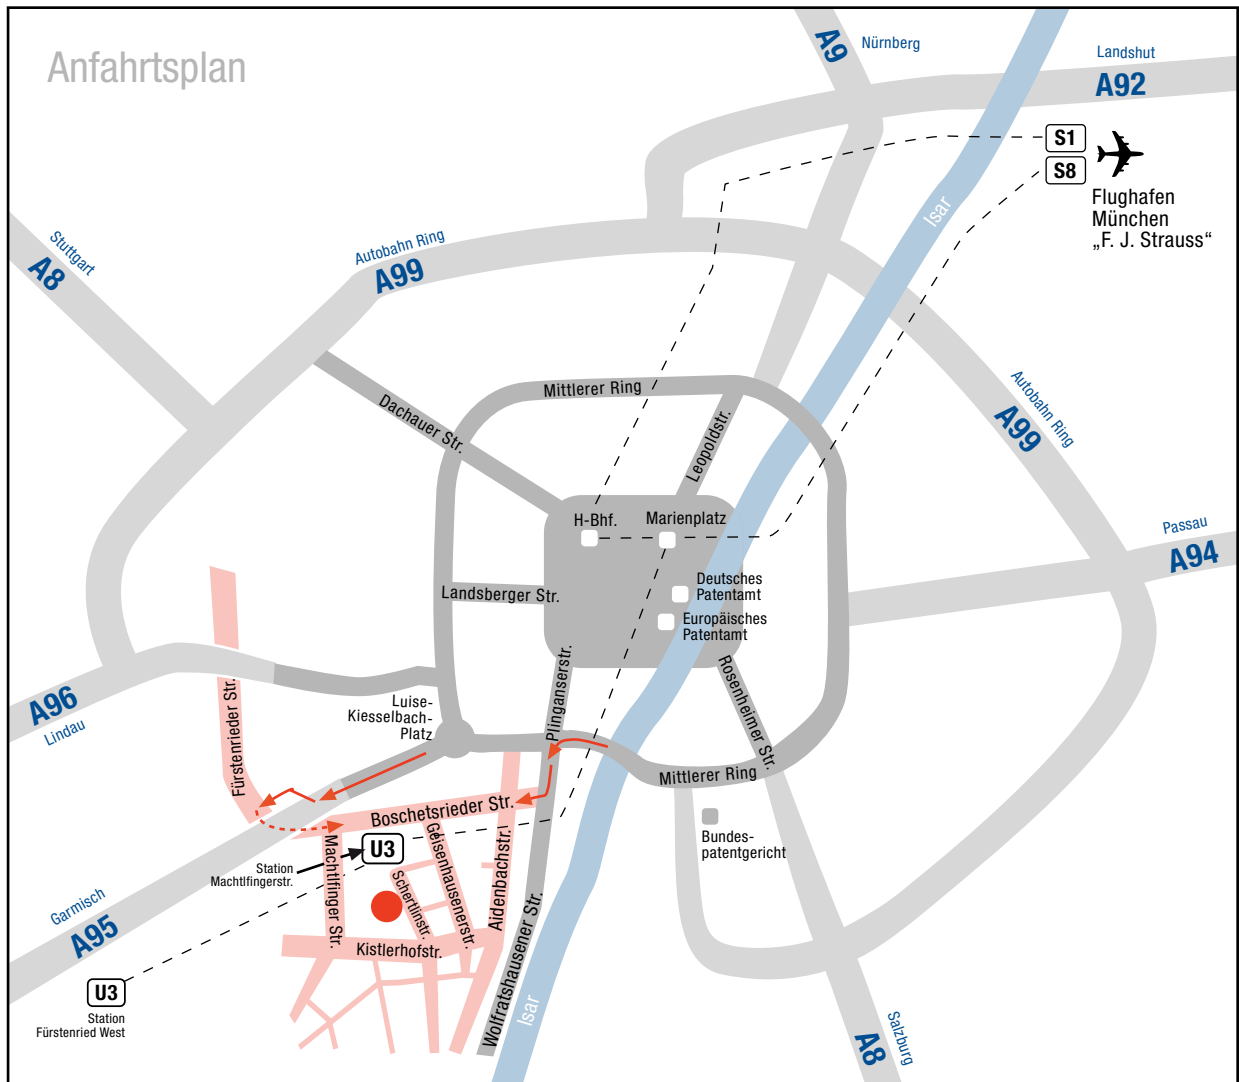 Anfahrtsplan
A9
Nürnberg
Landshut
A92
S1
S8
Flughafen
München
„F. J. Strauss“
Isar
Stuttgart
A8
Autobahn Ring
A99
Autobahn Ring
A99
Mittlerer Ring
Dachauer Str.
Leopoldstr.
H-Bhf.
Marienplatz
Passau
A94
Deutsches
Patentamt
Landsberger Str.
Europäisches
Patentamt
Plinganserstr.
Rosenheimer Str.
A96
Lindau
Fürstenrieder Str.
Luise-
Kiesselbach-
Platz
Mittlerer Ring
Boschetsrieder Str.
Bundes-
patentgericht
U3
Station
Machtlfingerstr.
Machtlfinger Str.
Schertlinstr.
Geisenhausenerstr.
Aidenbachstr.
Wolfratshausener Str.
Kistlerhofstr.
Garmisch
A95
U3
Station
Fürstenried West
Isar
Salzburg
A8